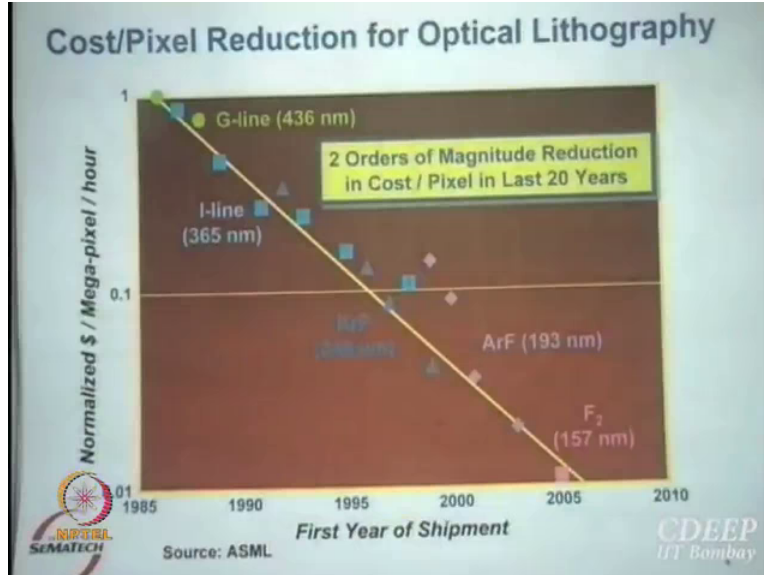 Cost/Pixel Reduction for Optical Lithography
1
G-line (436 nm)
2 Orders of Magnitude Reduction
in Cost / Pixel in Last 20 Years
I-line
(365 nm)
0.1
ArF (193 nm)
F2
(157 nm)
.01
1985 1990 1995 2000 2005 2010
Normalized $ / Mega-pixel / hour
First Year of Shipment
NPTEL
SEMATECH
Source: ASML
CDEEP
IIT Bombay